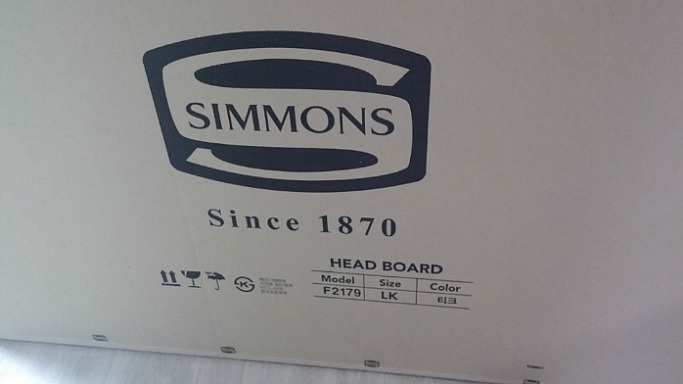 SIMMONS
Since 1870
HEAD BOARD
Model Size Color
F2179 LK 티크